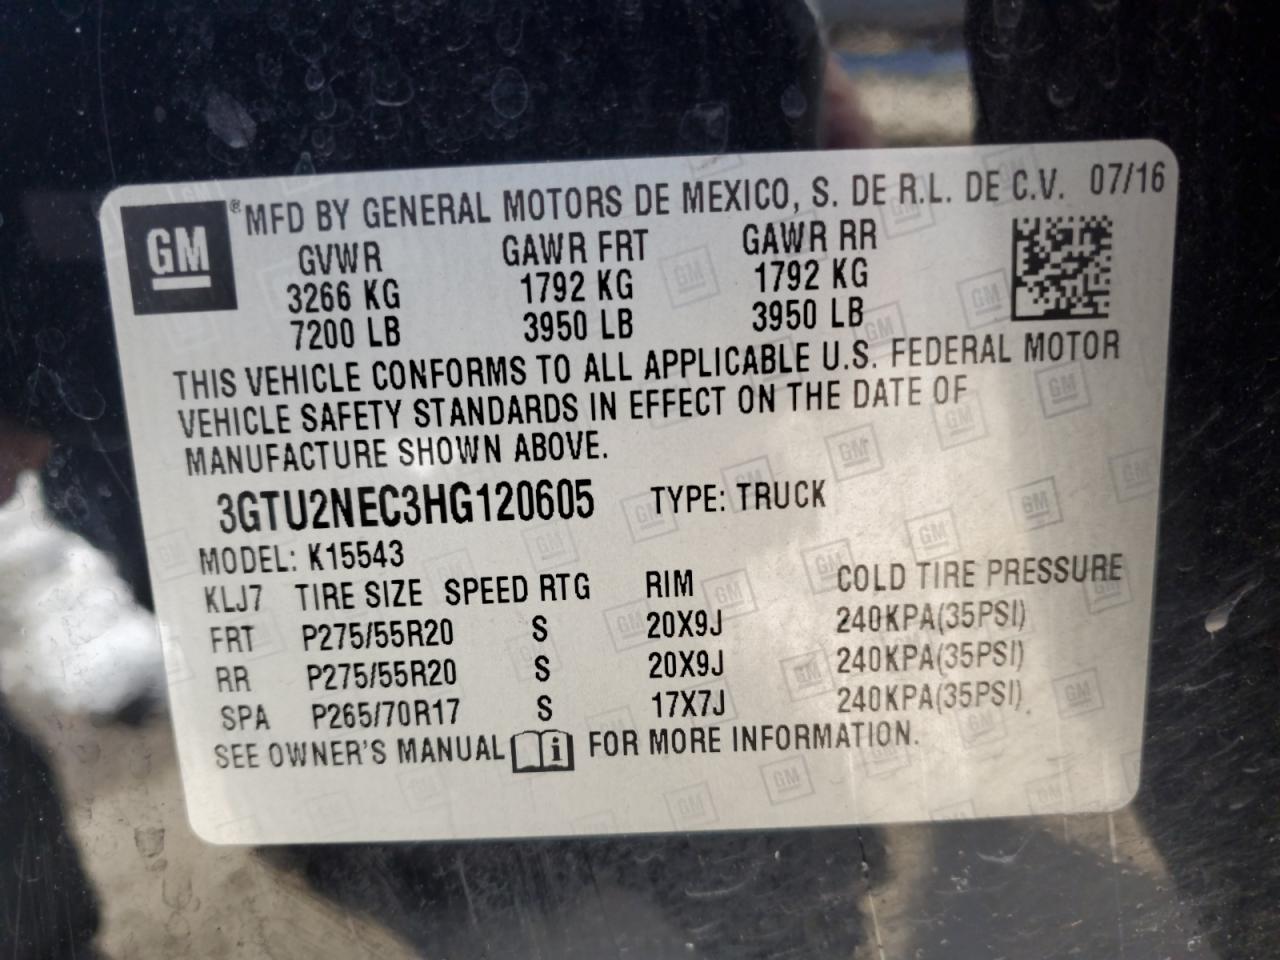 GM ® MFD BY GENERAL MOTORS DE MEXICO, S. DE R.L. DE C.V. 07/16
GVWR GAWR FRT GAWR RR
3266 KG 1792 KG 1792 KG
7200 LB 3950 LB 3950 LB
THIS VEHICLE CONFORMS TO ALL APPLICABLE U.S. FEDERAL MOTOR
VEHICLE SAFETY STANDARDS IN EFFECT ON THE DATE OF
MANUFACTURE SHOWN ABOVE.
3GTU2NEC3HG120605 TYPE: TRUCK
MODEL: K15543
KLJ7 TIRE SIZE SPEED RTG RIM COLD TIRE PRESSURE
FRT P275/55R20 S 20X9J 240KPA(35PSI)
RR P275/55R20 S 20X9J 240KPA(35PSI)
SPA P265/70R17 S 17X7J 240KPA(35PSI)
SEE OWNER'S MANUAL i FOR MORE INFORMATION.